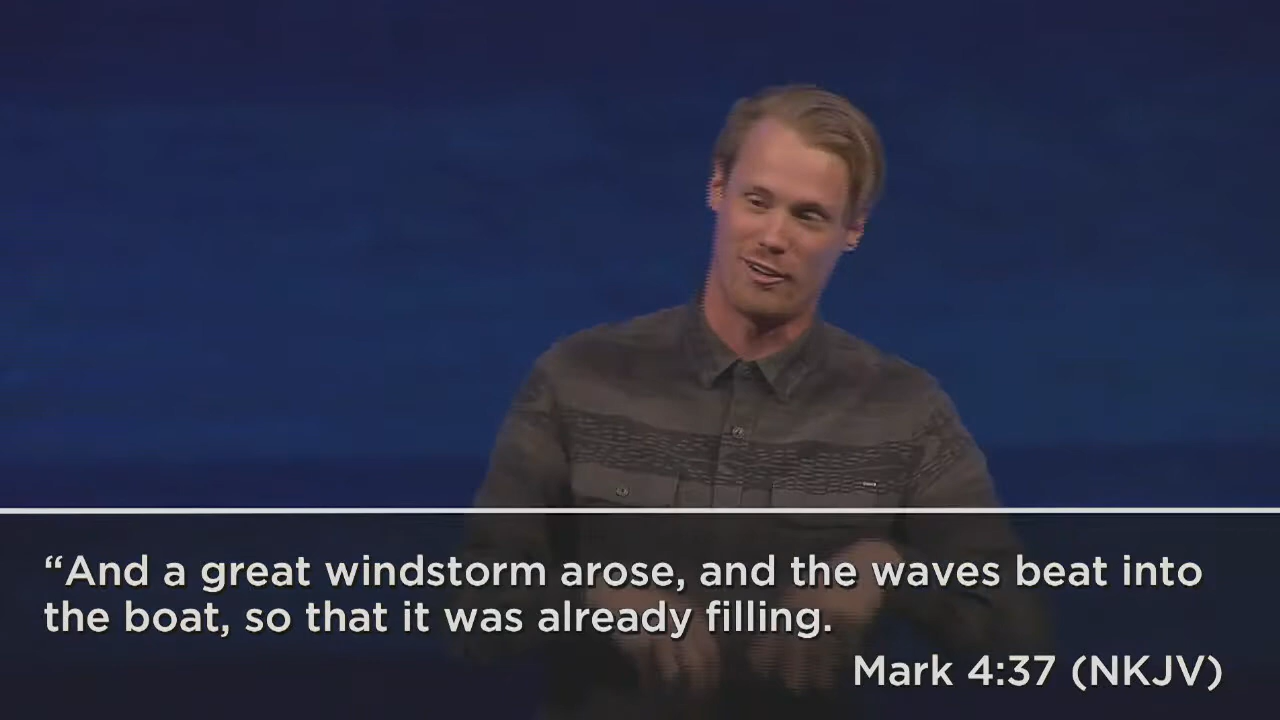 “And a great windstorm arose, and the waves beat into
the boat, so that it was already filling.
Mark 4:37 (NKJV)